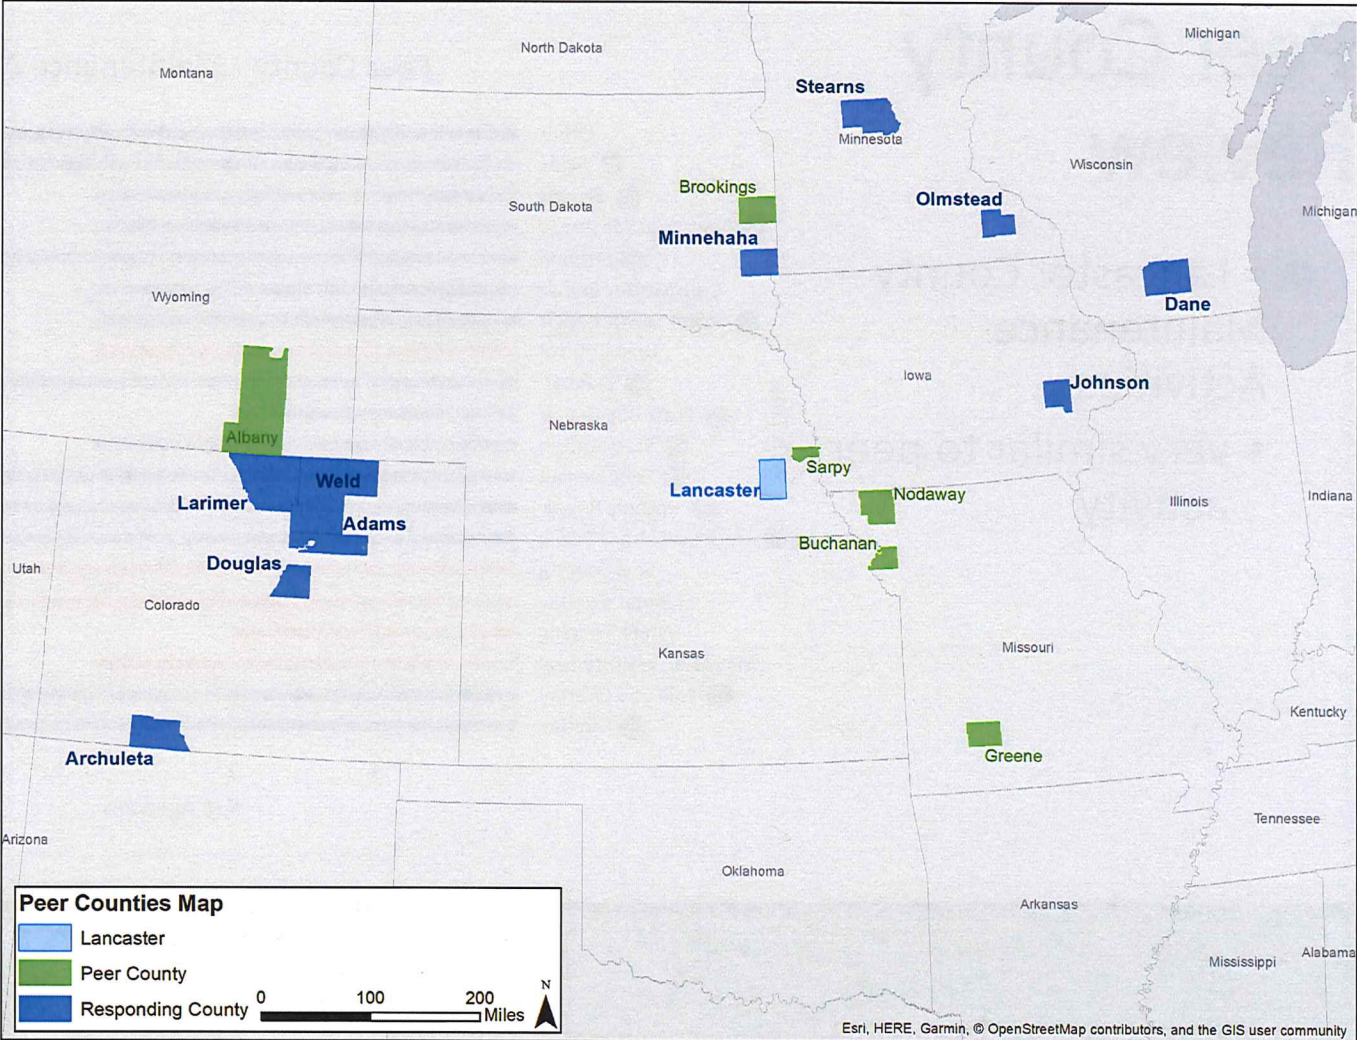 Michigan
North Dakota
Montana
Stearns
Minnesota
Wisconsin
Brookings
Olmstead
South Dakota
Michigan
Minnehaha
Wyoming
Dane
Iowa
Johnson
Albany
Nebraska
Sarpy
Weld
Lancaster
Nodaway
Larimer
Illinois
Indiana
Adams
Buchanan
Douglas
Utah
Colorado
Kansas
Missouri
Kentucky
Archuleta
Greene
Arizona
Tennessee
Oklahoma
Arkansas
Mississippi
Alabama
Peer Counties Map
Lancaster
Peer County
Responding County
0 100 200
Miles
N
Esri, HERE, Garmin, © OpenStreetMap contributors, and the GIS user community